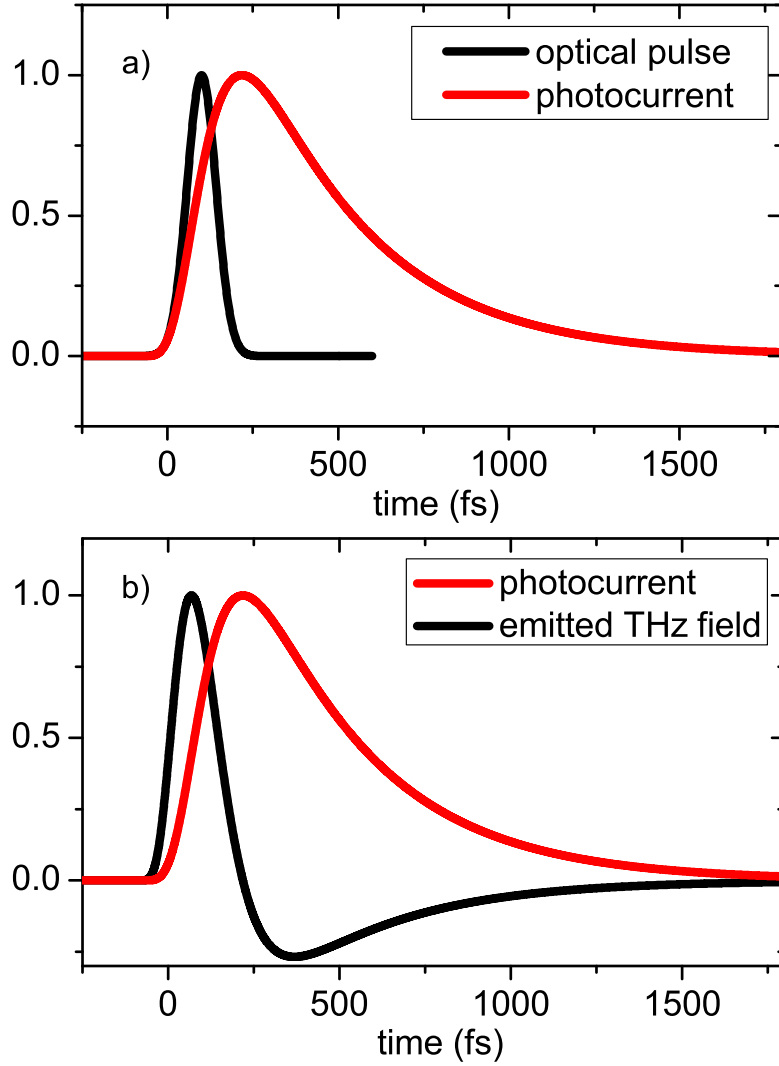 a)
optical pulse
photocurrent
1.0
0.5
0.0
0 500 1000 1500
time (fs)
b)
photocurrent
emitted THz field
1.0
0.5
0.0
0 500 1000 1500
time (fs)